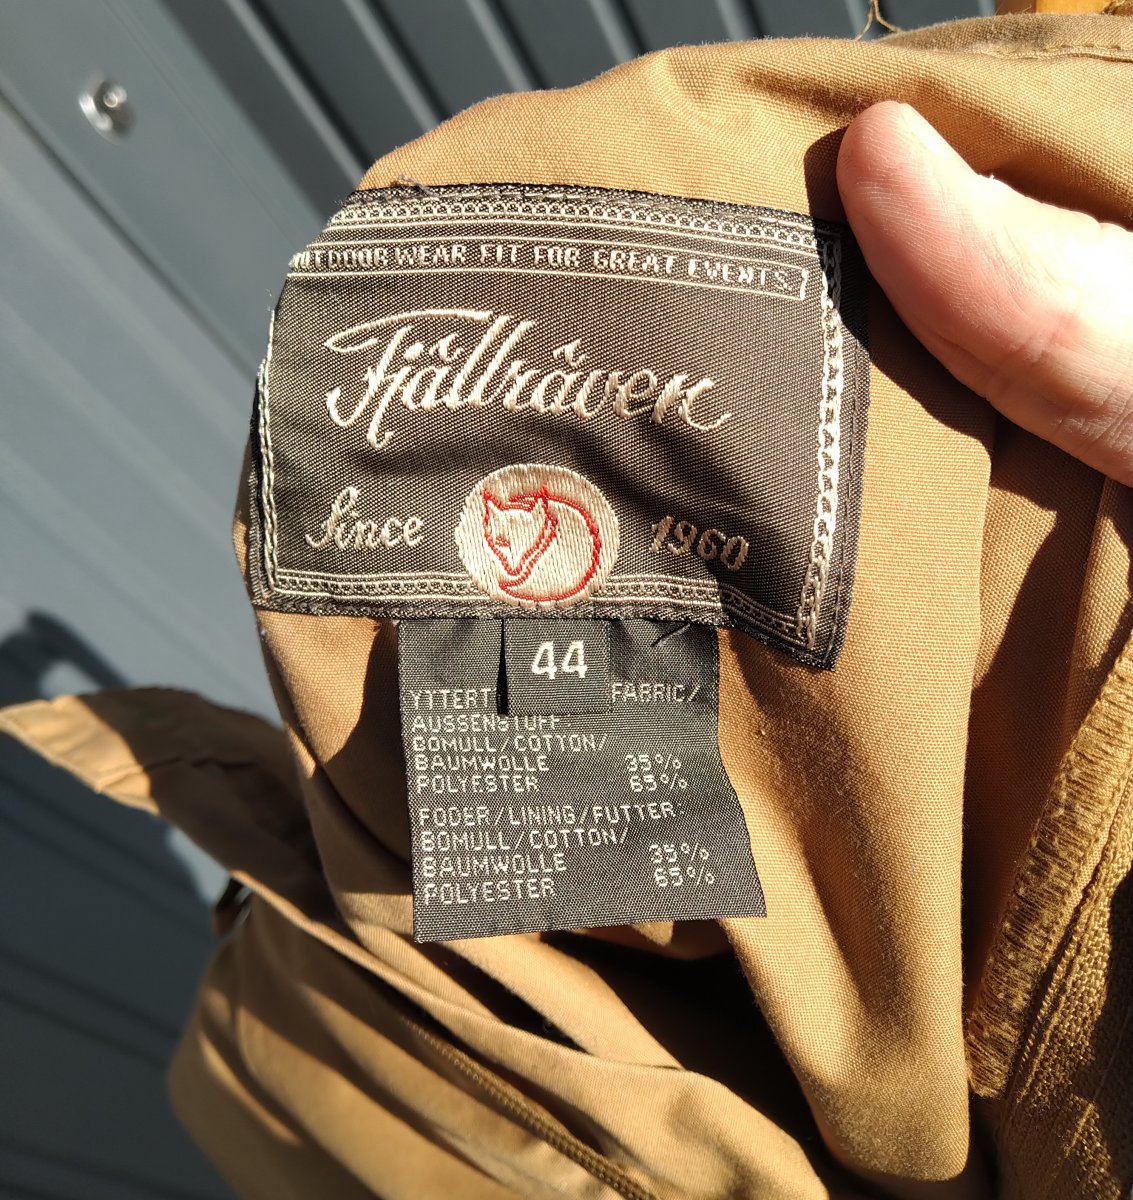 OUTDOOR WEAR FIT FOR GREAT EVENTS
Fjällräven
Since 1960
44
YTTERT FABRIC/
AUSSENSTOFF
BOMULL/COTTON/
BAUMWOLLE 35%
POLYESTER 65%
FODER/LINING/FUTTER:
BOMULL/COTTON/
BAUMWOLLE 35%
POLYESTER 65%